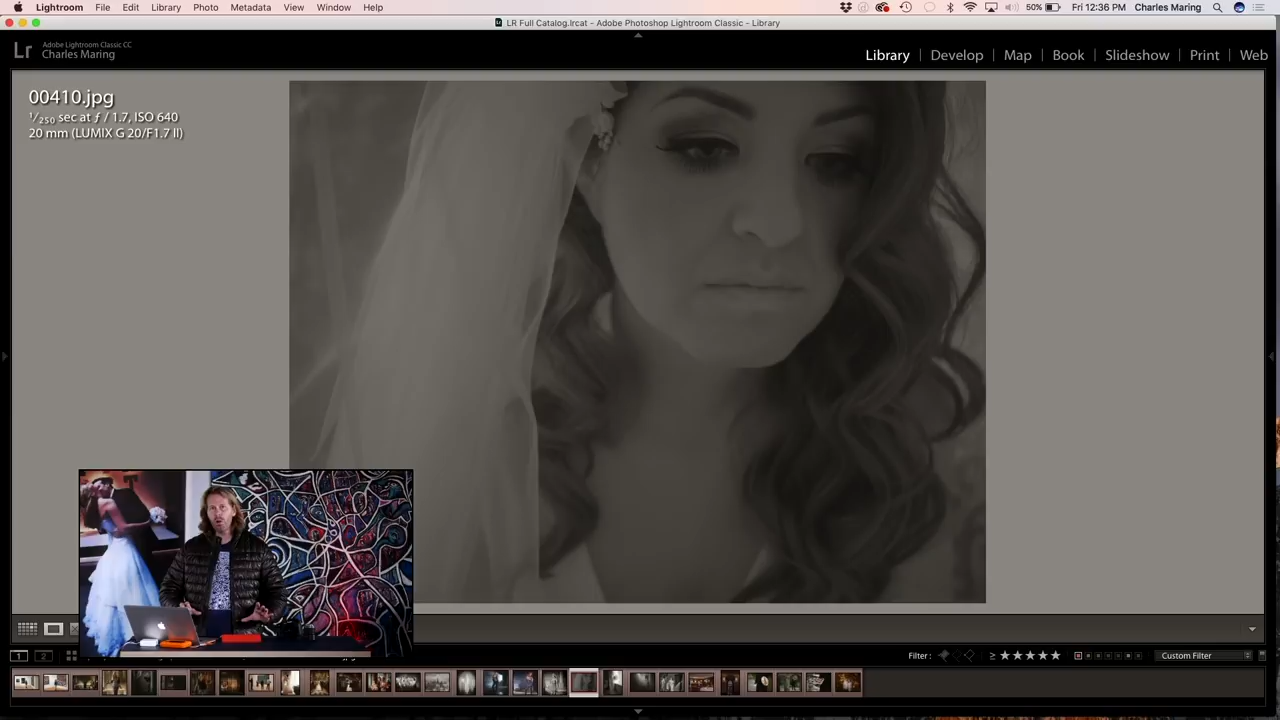 Lightroom File Edit Library Photo Metadata View Window Help 50% Fri 12:36 PM Charles Maring
LR Full Catalog.lrcat - Adobe Photoshop Lightroom Classic - Library
Lr Adobe Lightroom Classic CC
Charles Maring
Library Develop Map Book Slideshow Print Web
00410.jpg
1/250 sec at ƒ / 1.7, ISO 640
20 mm (LUMIX G 20/F1.7 II)
1 2 Filter : ≥ ★★★★★ Custom Filter